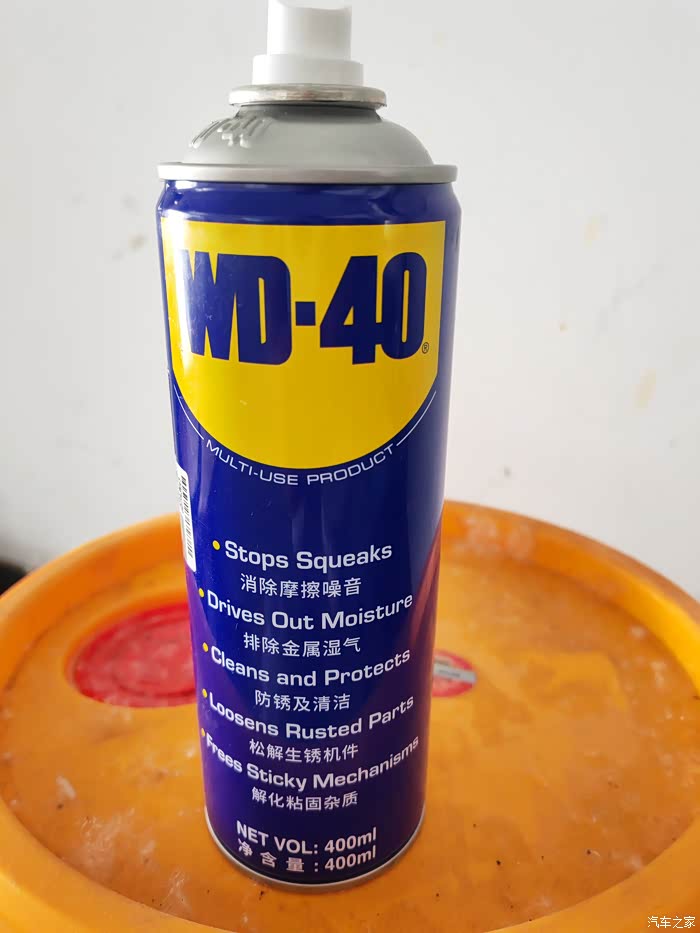 WD-40®
MULTI-USE PRODUCT
• Stops Squeaks
消除摩擦噪音
• Drives Out Moisture
排除金属湿气
• Cleans and Protects
防锈及清洁
• Loosens Rusted Parts
松解生锈机件
• Frees Sticky Mechanisms
解化粘固杂质
NET VOL: 400ml
净含量: 400ml
汽车之家